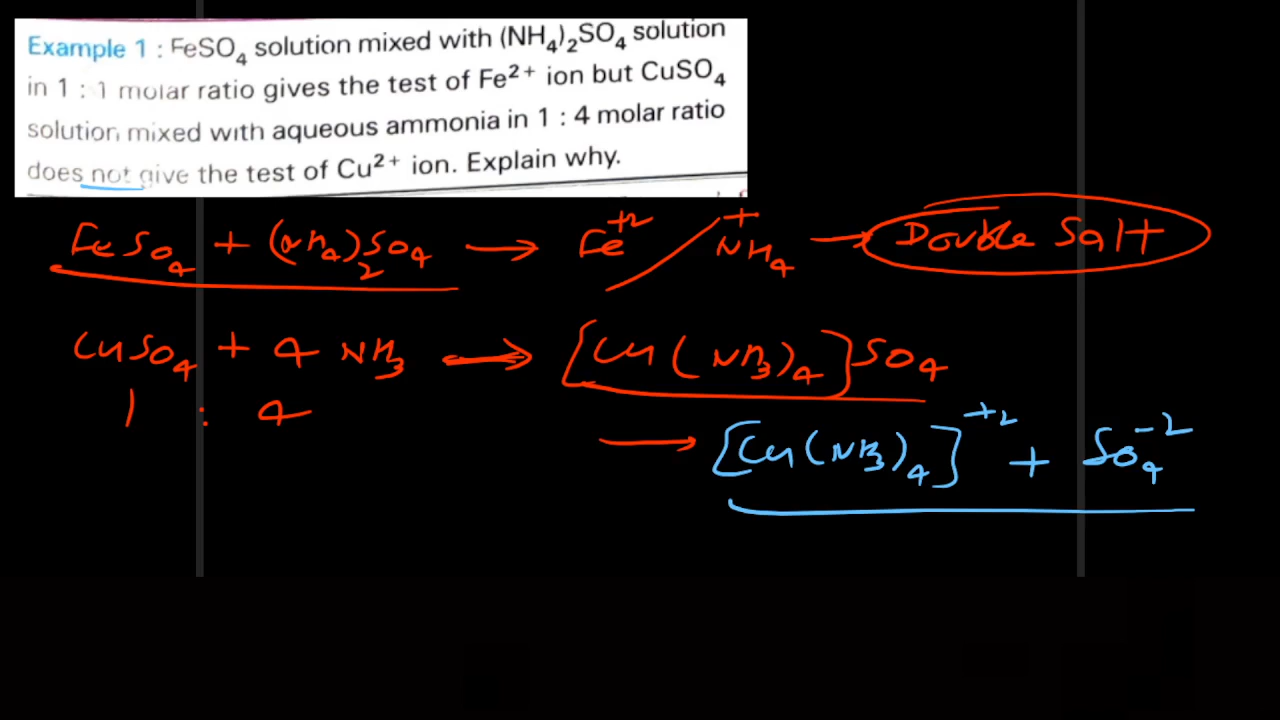 Example 1 : FeSO₄ solution mixed with (NH₄)₂SO₄ solution
in 1 : 1 molar ratio gives the test of Fe²⁺ ion but CuSO₄
solution mixed with aqueous ammonia in 1 : 4 molar ratio
does not give the test of Cu²⁺ ion. Explain why.
FeSO₄ + (NH₄)₂SO₄ → Fe⁺² / NH₄⁺ → Double Salt
CuSO₄ + 4 NH₃ → [Cu(NH₃)₄]SO₄
1 : 4
→ [Cu(NH₃)₄]⁺² + SO₄⁻²